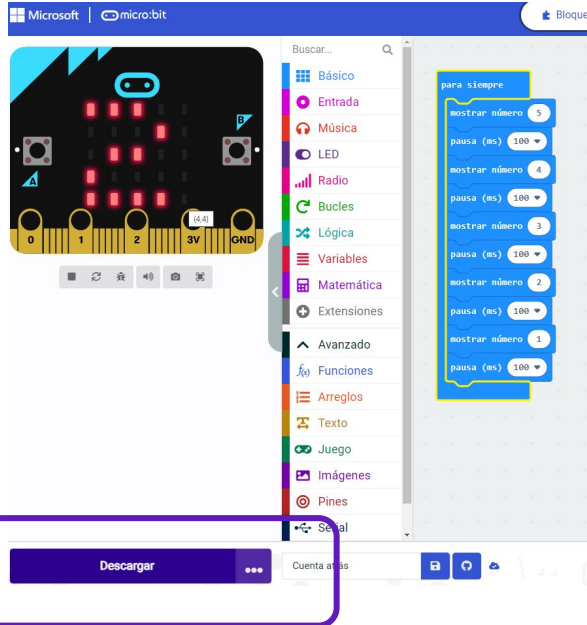 Microsoft
micro:bit
Bloque
Buscar...
Básico
Entrada
Música
LED
Radio
Bucles
Lógica
Variables
Matemática
Extensiones
Avanzado
f(x) Funciones
Arreglos
Texto
Juego
Imágenes
Pines
Serial
B
A
(4,4)
0 1 2 3V GND
para siempre
mostrar número 5
pausa (ms) 100
mostrar número 4
pausa (ms) 100
mostrar número 3
pausa (ms) 100
mostrar número 2
pausa (ms) 100
mostrar número 1
pausa (ms) 100
Descargar
Cuenta atrás